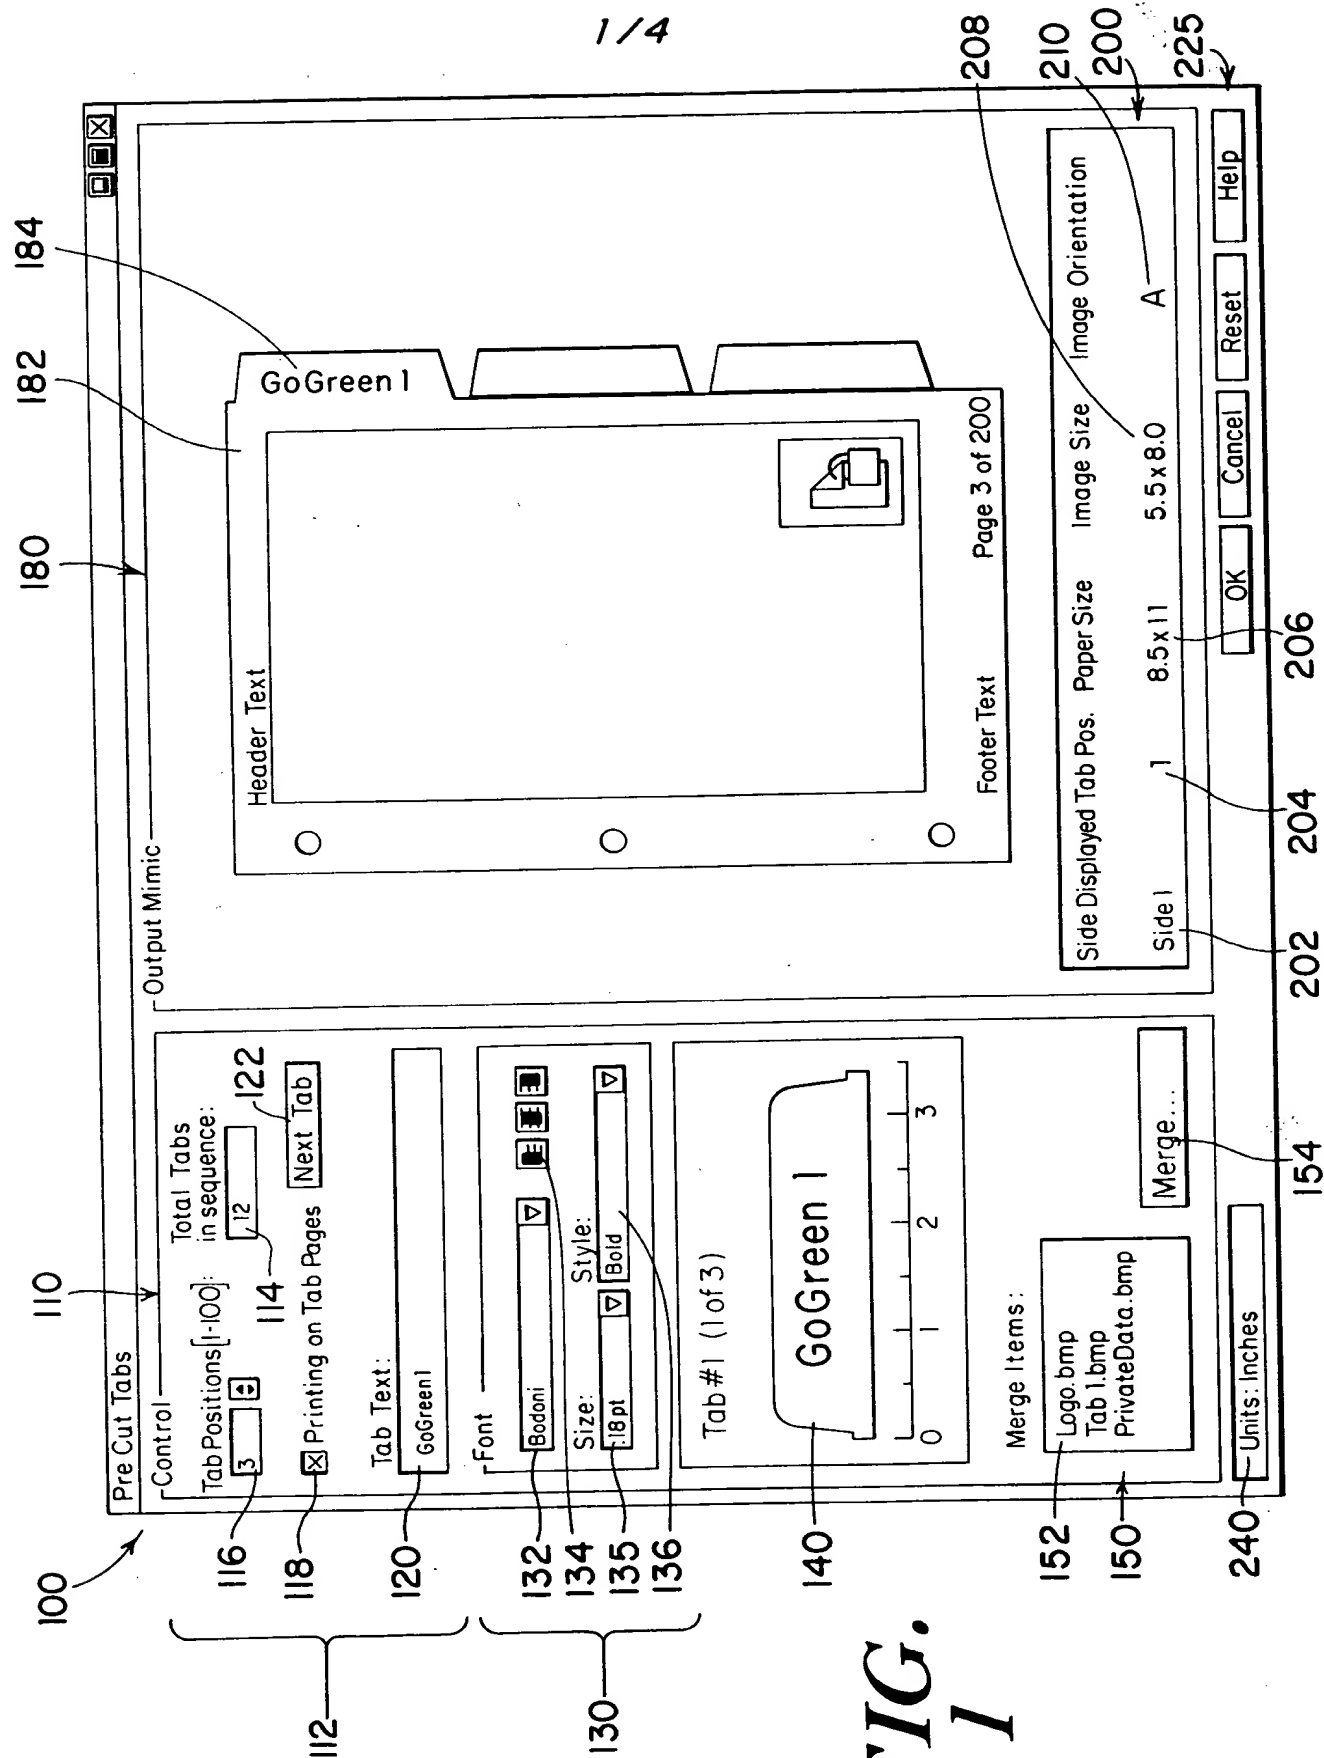 1/4
100
Pre Cut Tabs
110
Control
Tab Positions[1-100]:
Total Tabs
in sequence:
3
12
116
114
122
Printing on Tab Pages
Next Tab
118
112
Tab Text:
GoGreen1
120
Font
Bodoni
132
134
Size:
Style:
18pt
Bold
135
136
130
Tab#1 (1 of 3)
GoGreen 1
0
1
2
3
140
Merge Items:
Logo.bmp
Tab 1.bmp
PrivateData.bmp
152
150
Merge...
154
Units: Inches
240
180
182
184
Output Mimic
Header Text
GoGreen1
Footer Text
Page 3 of 200
Side Displayed
Tab Pos.
Paper Size
Image Size
Image Orientation
Side 1
1
8.5x11
5.5x8.0
A
208
210
200
225
202
204
206
OK
Cancel
Reset
Help
FIG.
1